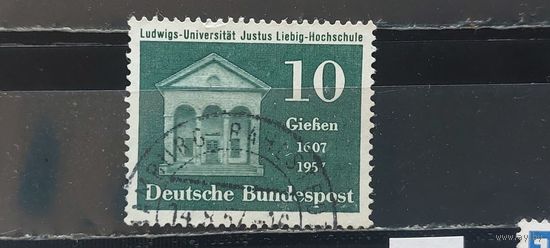 Ludwigs-Universität Justus Liebig-Hochschule
10
Gießen
1607
1957
Deutsche Bundespost